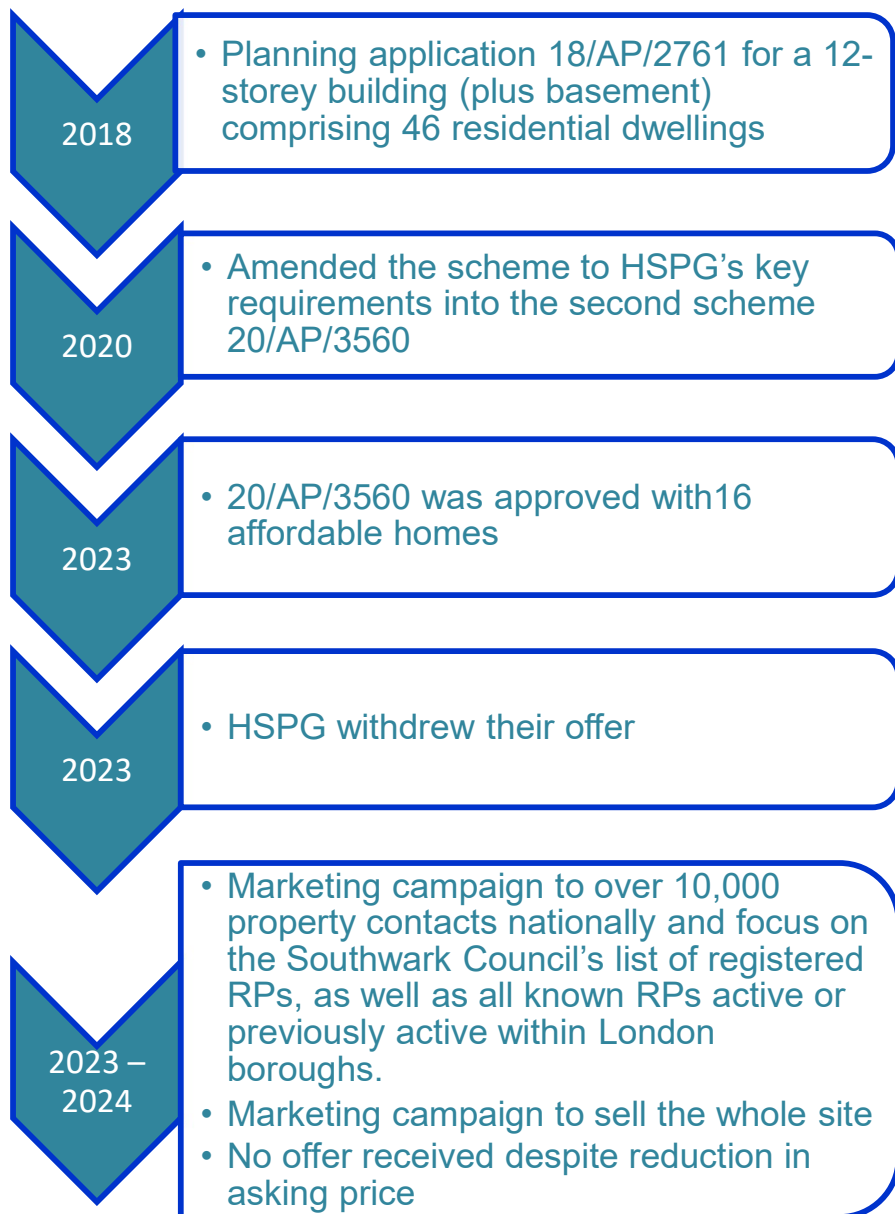 2018
• Planning application 18/AP/2761 for a 12-
storey building (plus basement)
comprising 46 residential dwellings
2020
• Amended the scheme to HSPG’s key
requirements into the second scheme
20/AP/3560
2023
• 20/AP/3560 was approved with16
affordable homes
2023
• HSPG withdrew their offer
2023 –
2024
• Marketing campaign to over 10,000
property contacts nationally and focus on
the Southwark Council’s list of registered
RPs, as well as all known RPs active or
previously active within London
boroughs.
• Marketing campaign to sell the whole site
• No offer received despite reduction in
asking price